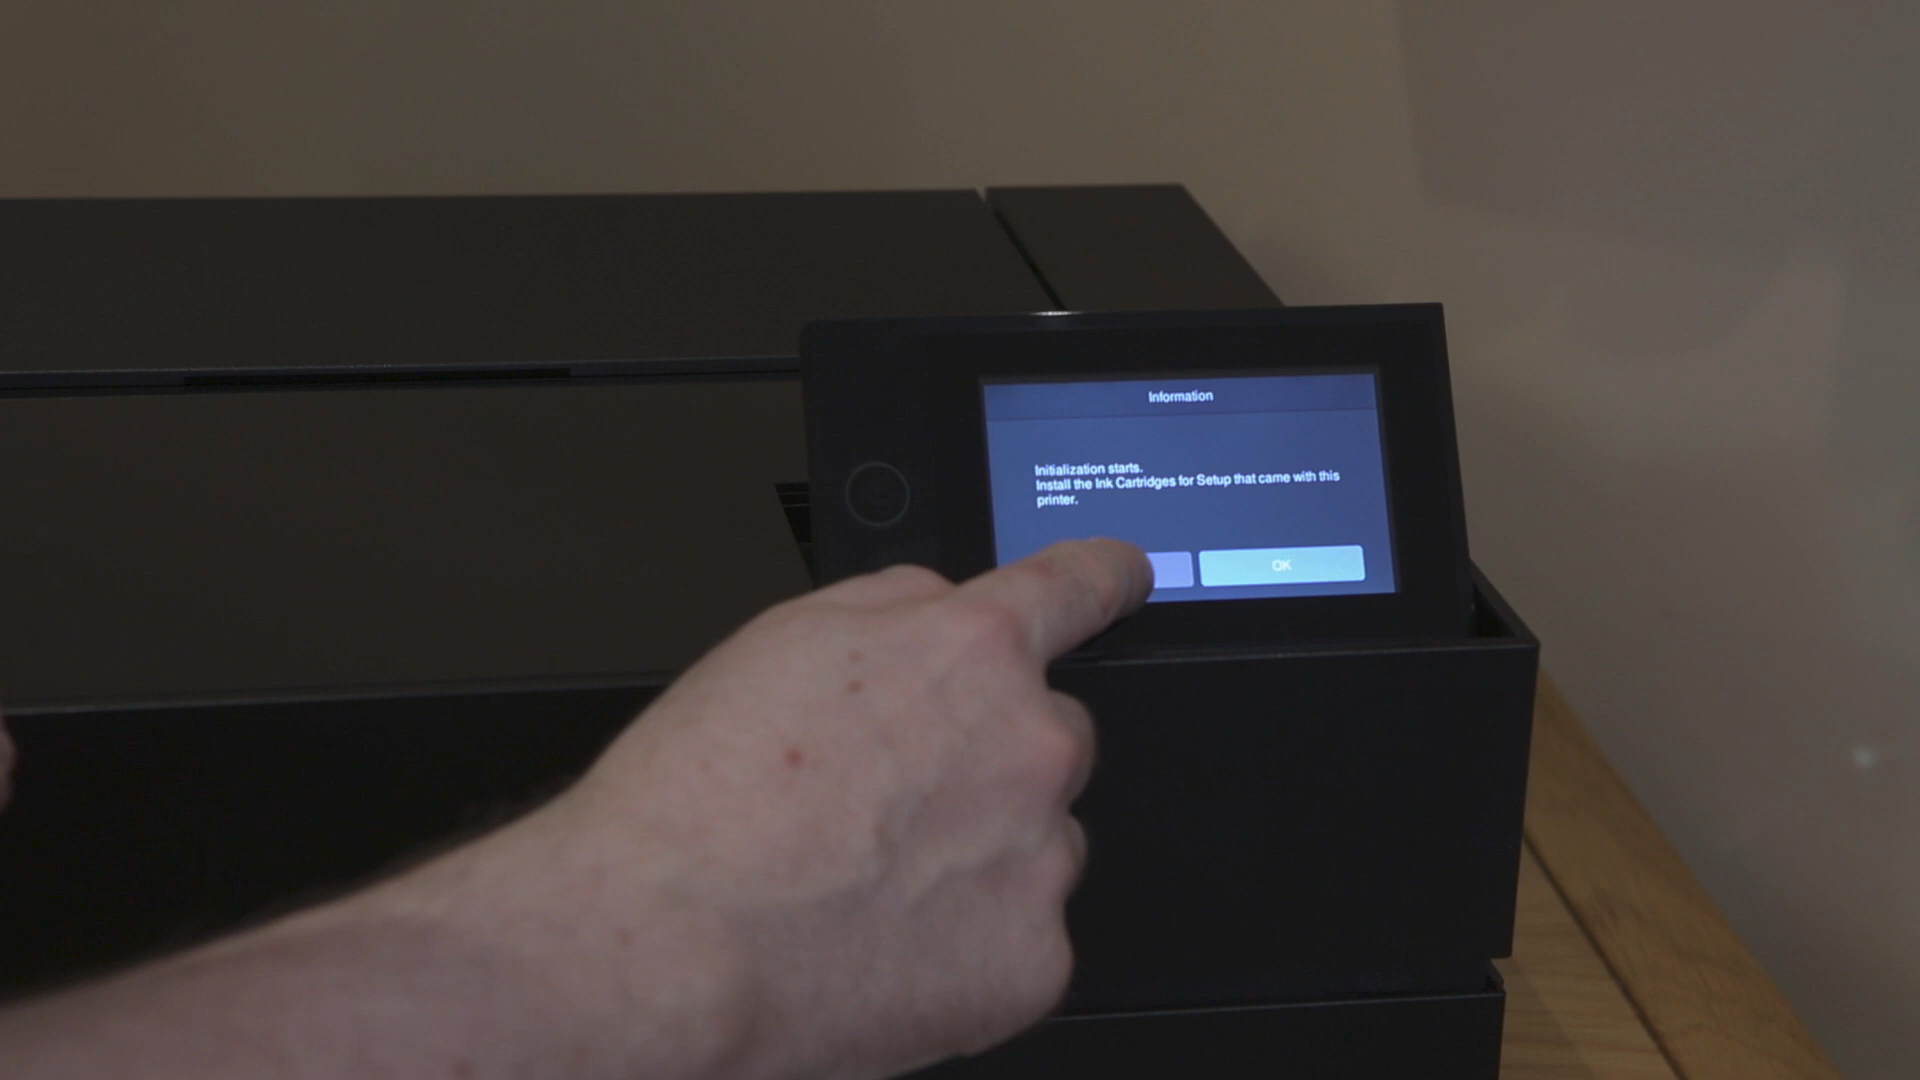 Information
Initialization starts.
Install the Ink Cartridges for Setup that came with this
printer.
OK